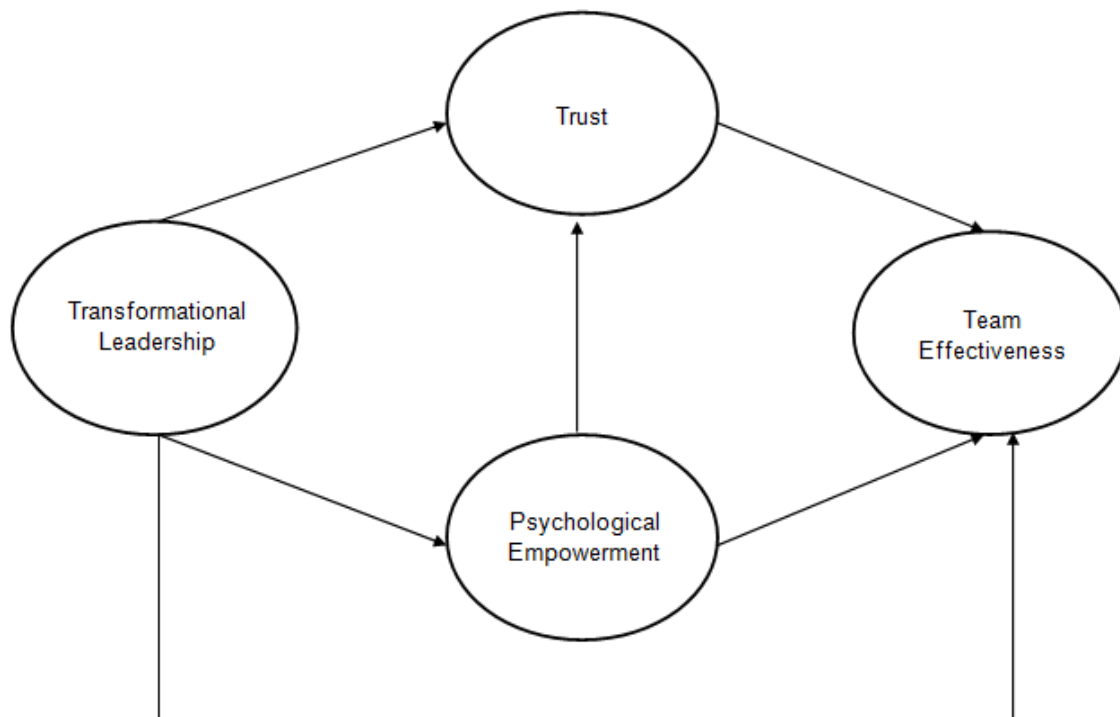 Trust
Transformational
Leadership
Team
Effectiveness
Psychological
Empowerment